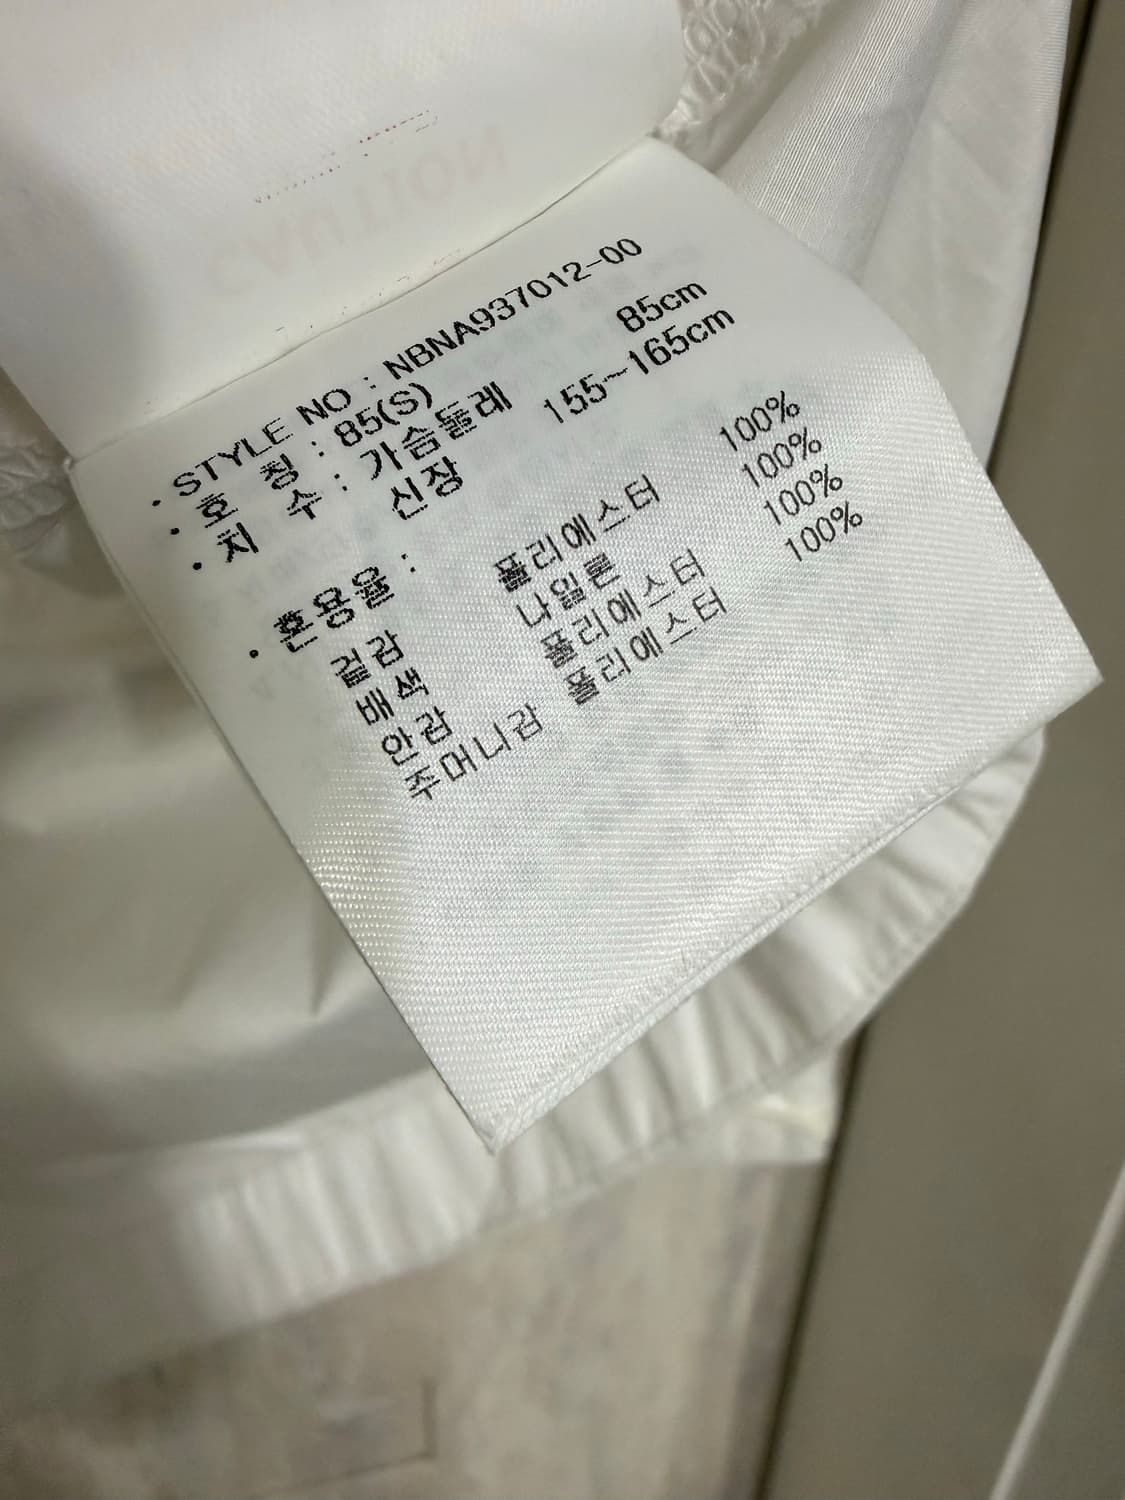 CAUTION
· STYLE NO : NBNA937012-00
· 호 칭 : 85(S)
· 치 수 : 가슴둘레 85cm
신장 155~165cm
· 혼용율 :
겉감 폴리에스터 100%
배색 나일론 100%
안감 폴리에스터 100%
주머니감 폴리에스터 100%